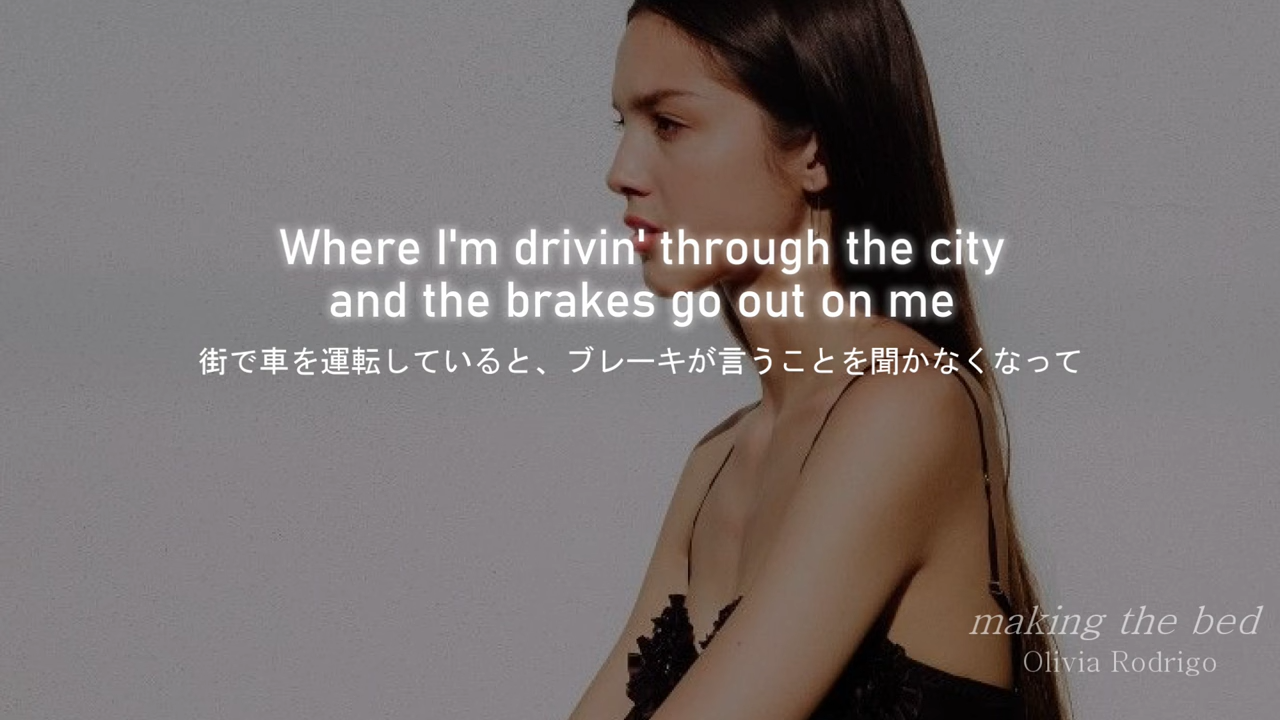 Where I'm drivin' through the city
and the brakes go out on me
街で車を運転していると、ブレーキが言うことを聞かなくなって
making the bed
Olivia Rodrigo